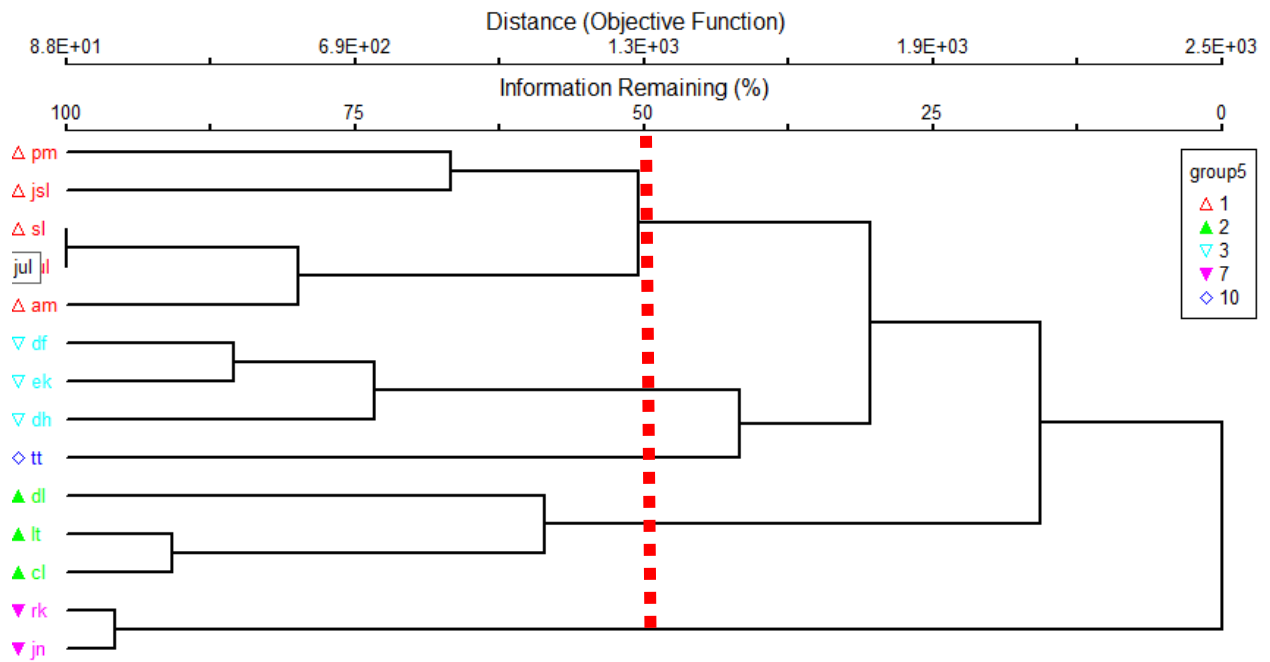 Distance (Objective Function)
8.8E+01 6.9E+02 1.3E+03 1.9E+03 2.5E+03
Information Remaining (%)
100 75 50 25 0
pm
jsl
sl
jul
am
df
ek
dh
tt
dl
lt
cl
rk
jn
group5
1
2
3
7
10